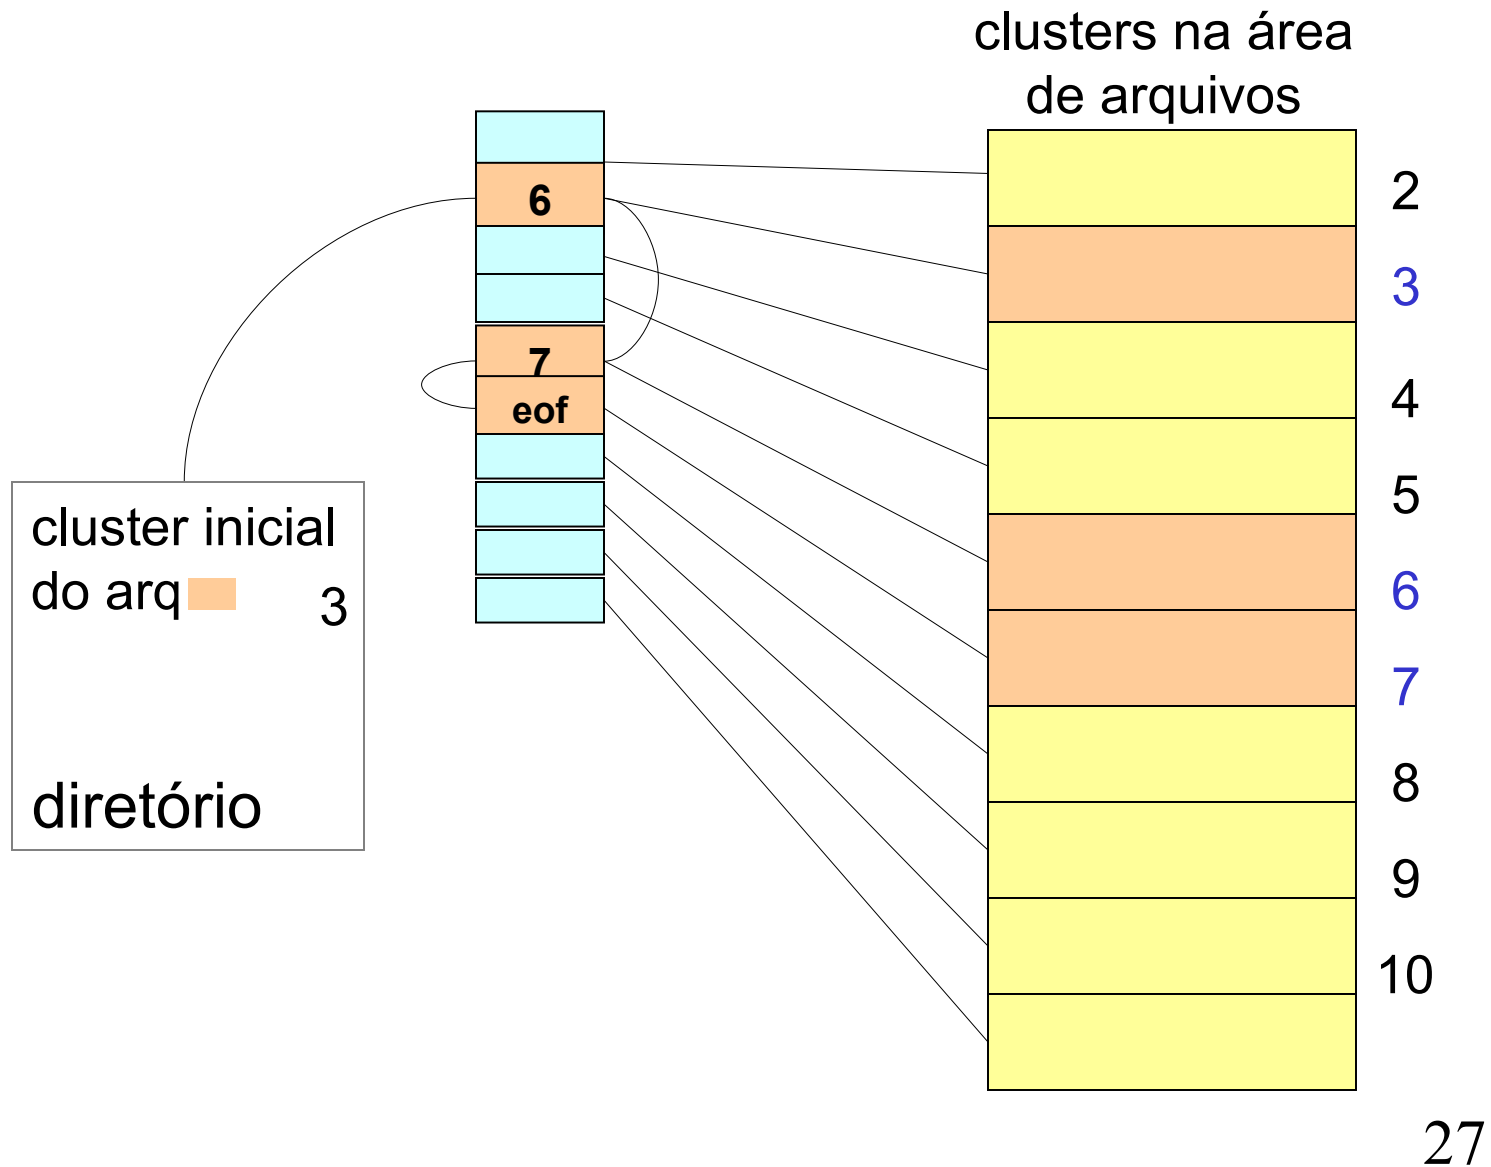 clusters na área
de arquivos
6
7
eof
2
3
4
5
6
7
8
9
10
cluster inicial
do arq 3
diretório
27